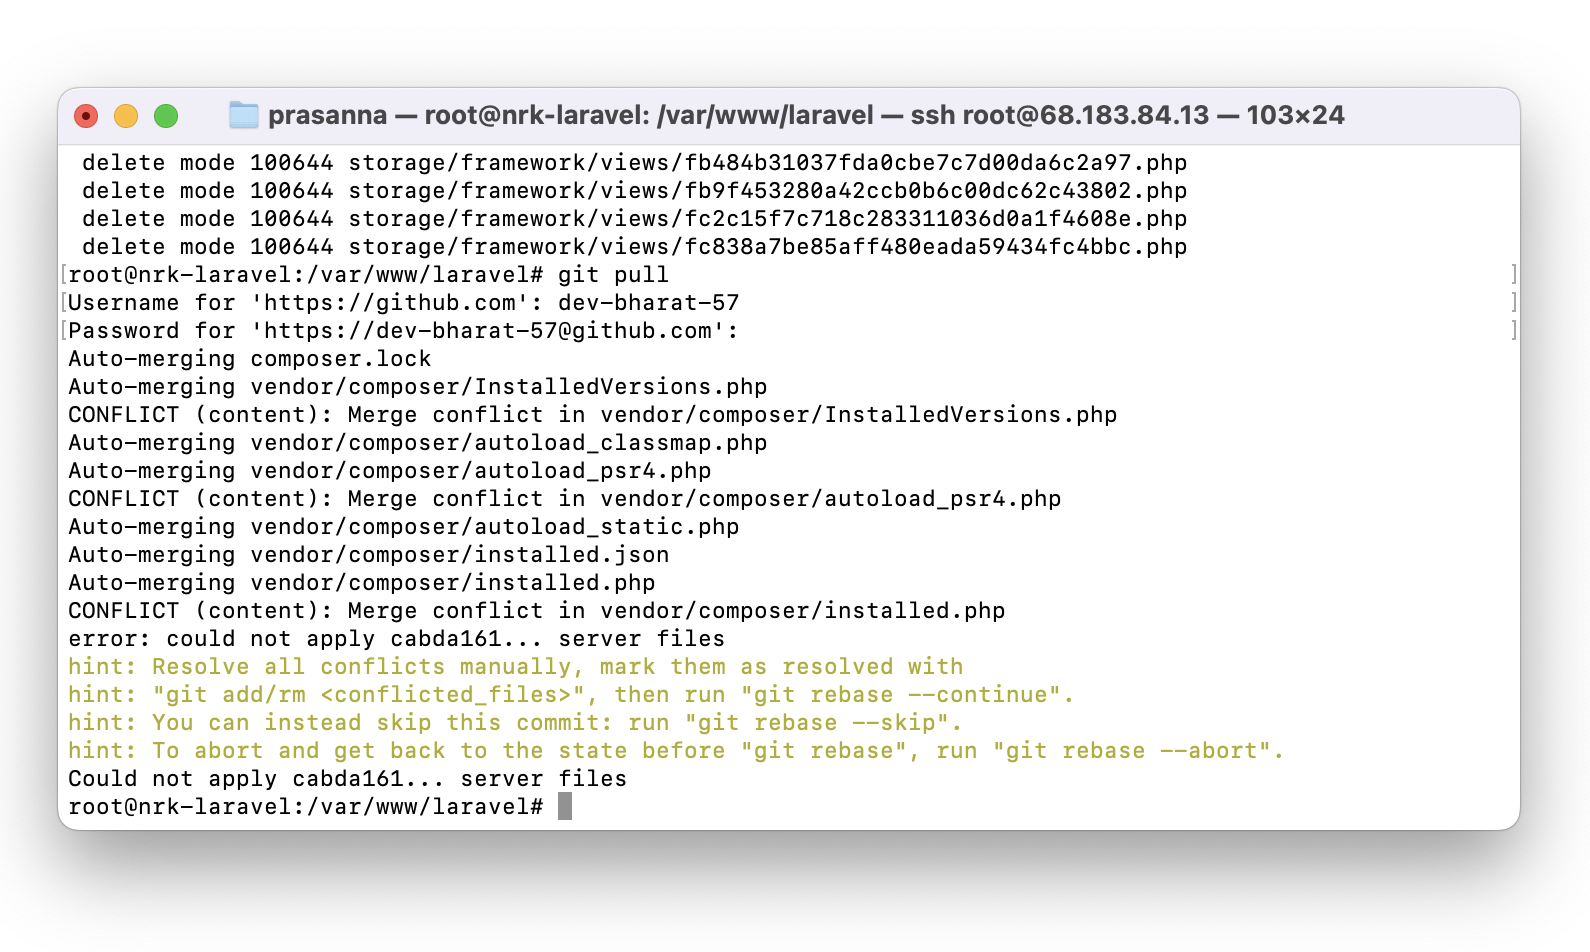 prasanna — root@nrk-laravel: /var/www/laravel — ssh root@68.183.84.13 — 103×24
delete mode 100644 storage/framework/views/fb484b31037fda0cbe7c7d00da6c2a97.php
delete mode 100644 storage/framework/views/fb9f453280a42ccb0b6c00dc62c43802.php
delete mode 100644 storage/framework/views/fc2c15f7c718c283311036d0a1f4608e.php
delete mode 100644 storage/framework/views/fc838a7be85aff480eada59434fc4bbc.php
[root@nrk-laravel:/var/www/laravel# git pull ]
[Username for 'https://github.com': dev-bharat-57 ]
[Password for 'https://dev-bharat-57@github.com': ]
Auto-merging composer.lock
Auto-merging vendor/composer/InstalledVersions.php
CONFLICT (content): Merge conflict in vendor/composer/InstalledVersions.php
Auto-merging vendor/composer/autoload_classmap.php
Auto-merging vendor/composer/autoload_psr4.php
CONFLICT (content): Merge conflict in vendor/composer/autoload_psr4.php
Auto-merging vendor/composer/autoload_static.php
Auto-merging vendor/composer/installed.json
Auto-merging vendor/composer/installed.php
CONFLICT (content): Merge conflict in vendor/composer/installed.php
error: could not apply cabda161... server files
hint: Resolve all conflicts manually, mark them as resolved with
hint: "git add/rm <conflicted_files>", then run "git rebase --continue".
hint: You can instead skip this commit: run "git rebase --skip".
hint: To abort and get back to the state before "git rebase", run "git rebase --abort".
Could not apply cabda161... server files
root@nrk-laravel:/var/www/laravel#